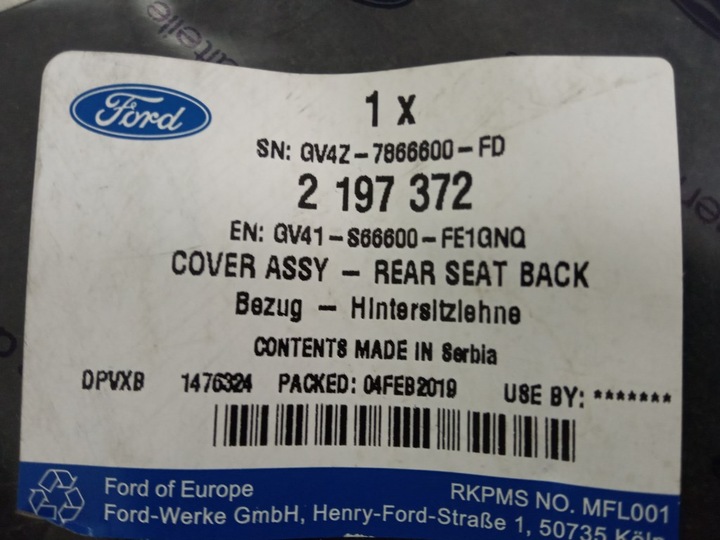 Ford
1 x
SN: GV4Z-7866600-FD
2 197 372
EN: GV41-S66600-FE1GNQ
COVER ASSY - REAR SEAT BACK
Bezug - Hintersitzlehne
CONTENTS MADE IN Serbia
DPVXB 1476324 PACKED: 04FEB2019 USE BY: *******
Ford of Europe RKPMS NO. MFL001
Ford-Werke GmbH, Henry-Ford-Straße 1, 50735 Köln